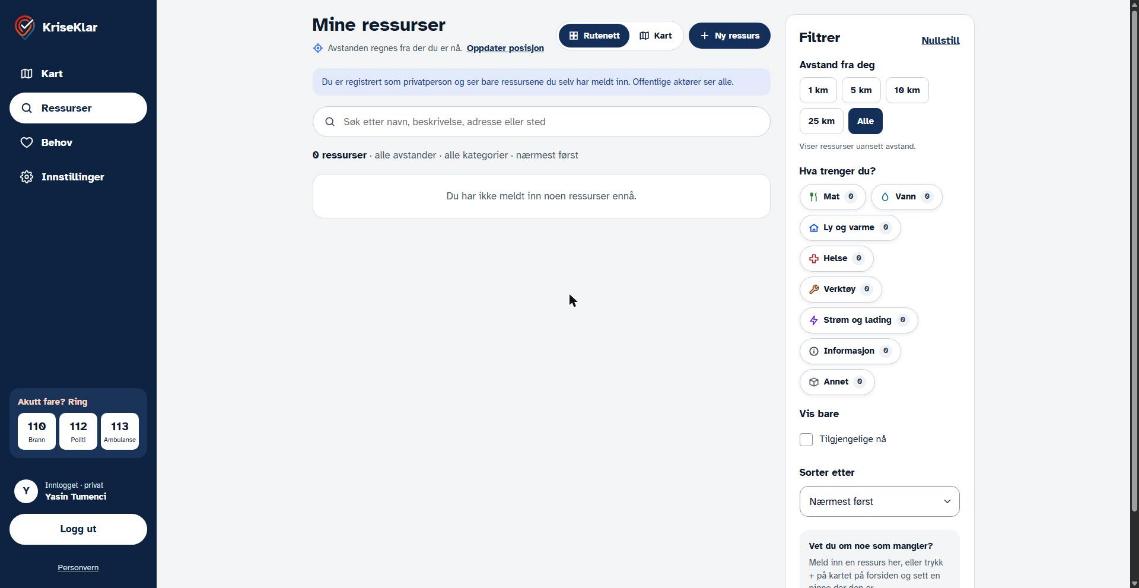 KriseKlar
Kart
Ressurser
Behov
Innstillinger
Akutt fare? Ring
110
Brann
112
Politi
113
Ambulanse
Y
Innlogget · privat
Yasin Tumenci
Logg ut
Personvern
Mine ressurser
Avstanden regnes fra der du er nå. Oppdater posisjon
Rutenett
Kart
+ Ny ressurs
Du er registrert som privatperson og ser bare ressursene du selv har meldt inn. Offentlige aktører ser alle.
Søk etter navn, beskrivelse, adresse eller sted
0 ressurser · alle avstander · alle kategorier · nærmest først
Du har ikke meldt inn noen ressurser ennå.
Filtrer
Nullstill
Avstand fra deg
1 km
5 km
10 km
25 km
Alle
Viser ressurser uansett avstand.
Hva trenger du?
Mat 0
Vann 0
Ly og varme 0
Helse 0
Verktøy 0
Strøm og lading 0
Informasjon 0
Annet 0
Vis bare
Tilgjengelige nå
Sorter etter
Nærmest først
Vet du om noe som mangler?
Meld inn en ressurs her, eller trykk
+ på kartet på forsiden og sett en